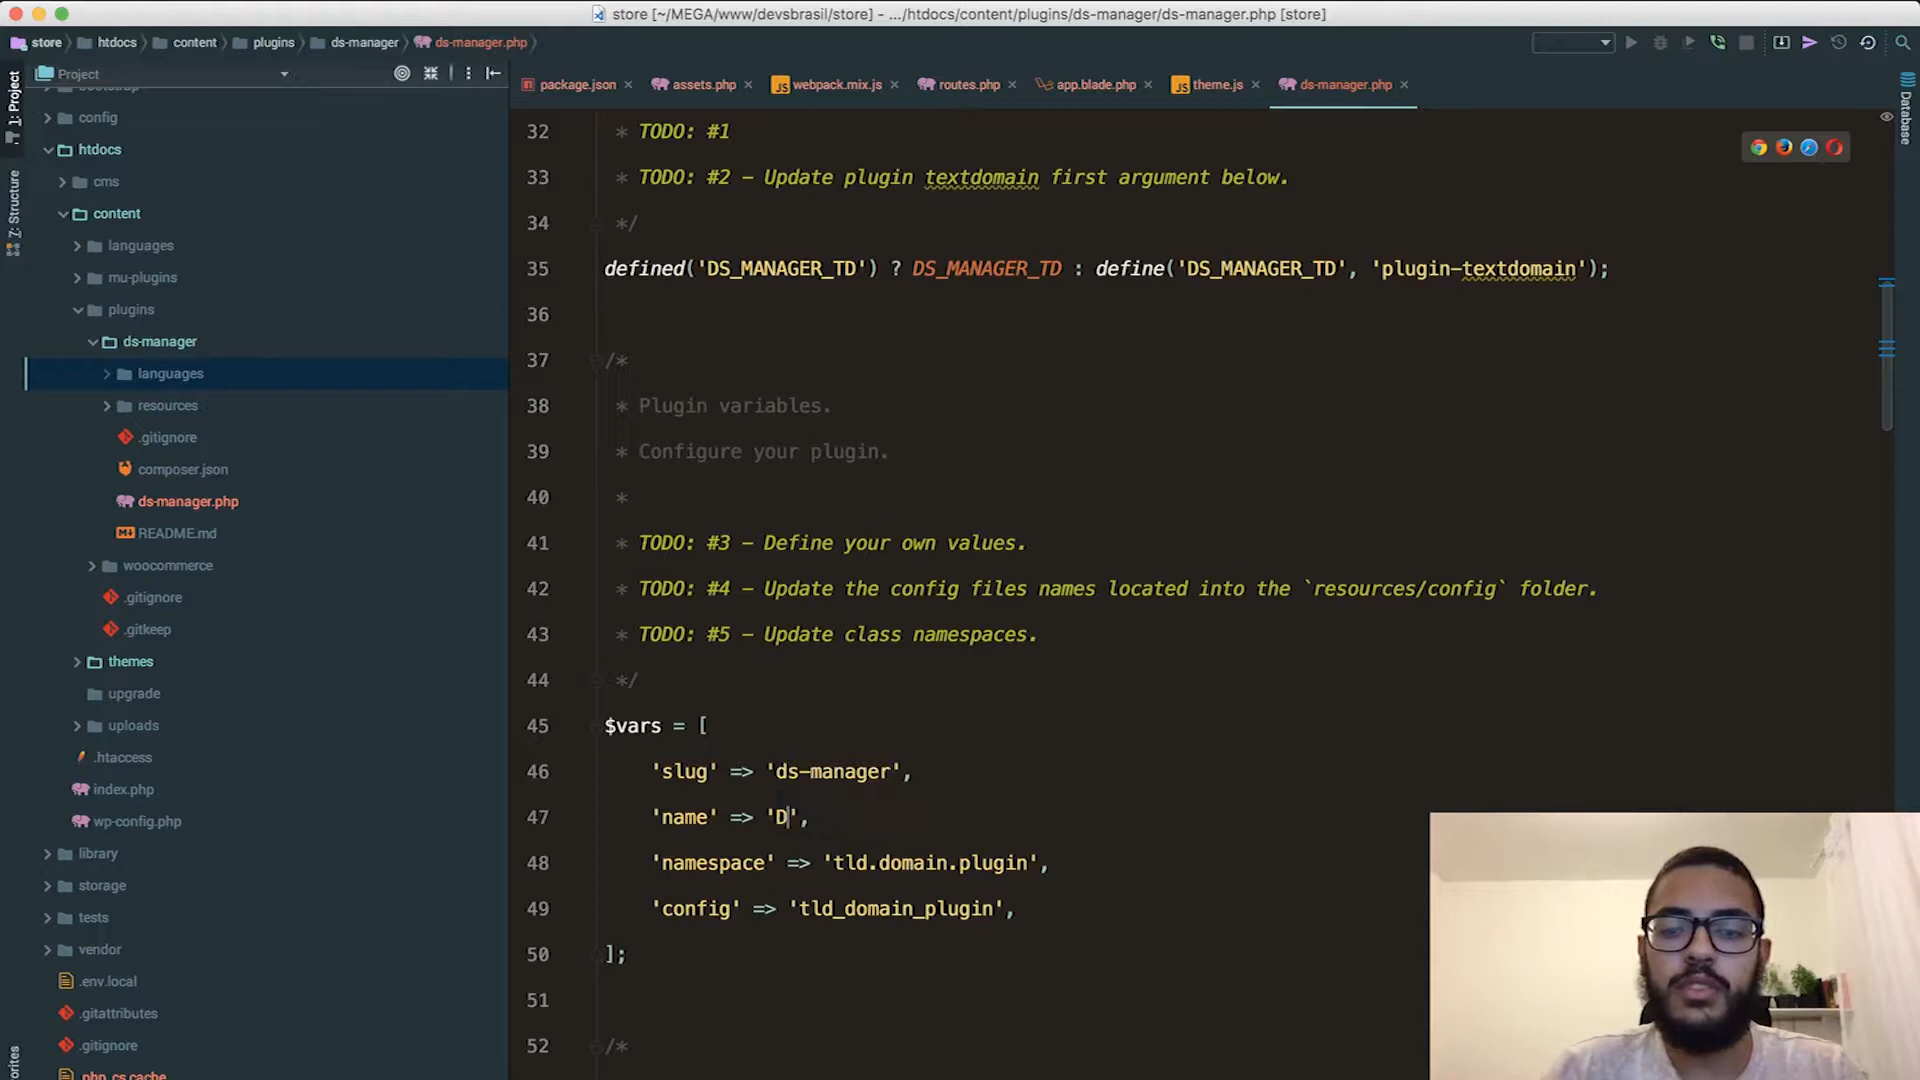 store [~/MEGA/www/devsbrasil/store] - .../htdocs/content/plugins/ds-manager/ds-manager.php [store]
store htdocs content plugins ds-manager ds-manager.php
Project
package.json assets.php webpack.mix.js routes.php app.blade.php theme.js ds-manager.php
1: Project
7: Structure
Database
config
htdocs
cms
content
languages
mu-plugins
plugins
ds-manager
languages
resources
.gitignore
composer.json
ds-manager.php
README.md
woocommerce
.gitignore
.gitkeep
themes
upgrade
uploads
.htaccess
index.php
wp-config.php
library
storage
tests
vendor
.env.local
.gitattributes
.gitignore
.php_cs.cache
32 * TODO: #1
33 * TODO: #2 - Update plugin textdomain first argument below.
34 */
35 defined('DS_MANAGER_TD') ? DS_MANAGER_TD : define('DS_MANAGER_TD', 'plugin-textdomain');
36
37 /*
38 * Plugin variables.
39 * Configure your plugin.
40 *
41 * TODO: #3 - Define your own values.
42 * TODO: #4 - Update the config files names located into the `resources/config` folder.
43 * TODO: #5 - Update class namespaces.
44 */
45 $vars = [
46 'slug' => 'ds-manager',
47 'name' => 'D',
48 'namespace' => 'tld.domain.plugin',
49 'config' => 'tld_domain_plugin',
50 ];
51
52 /*